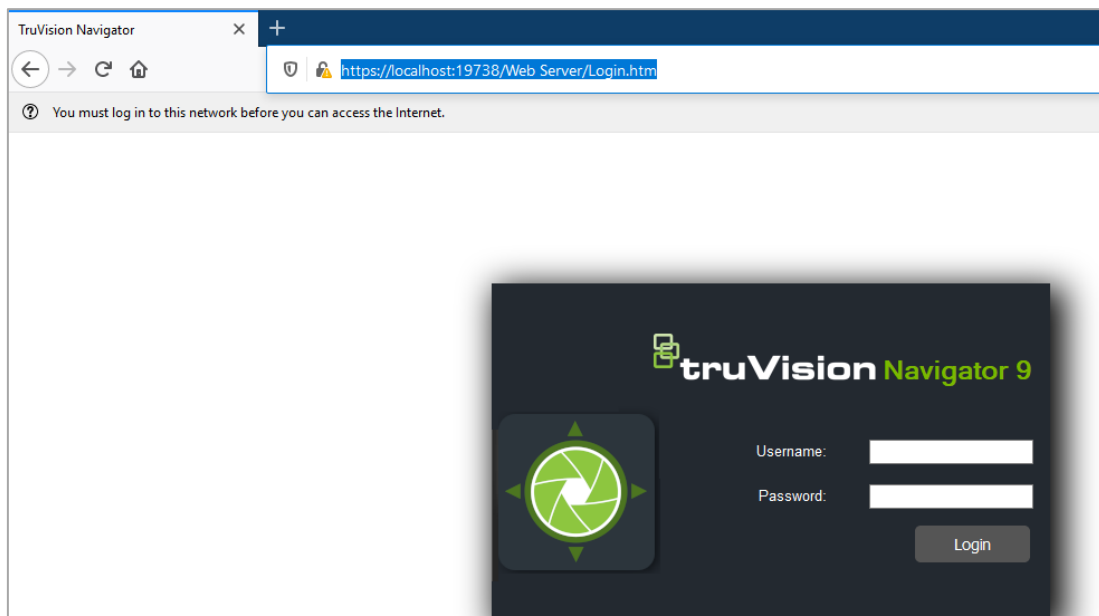 TruVision Navigator
https://localhost:19738/Web Server/Login.htm
You must log in to this network before you can access the Internet.
truVision Navigator 9
Username:
Password:
Login